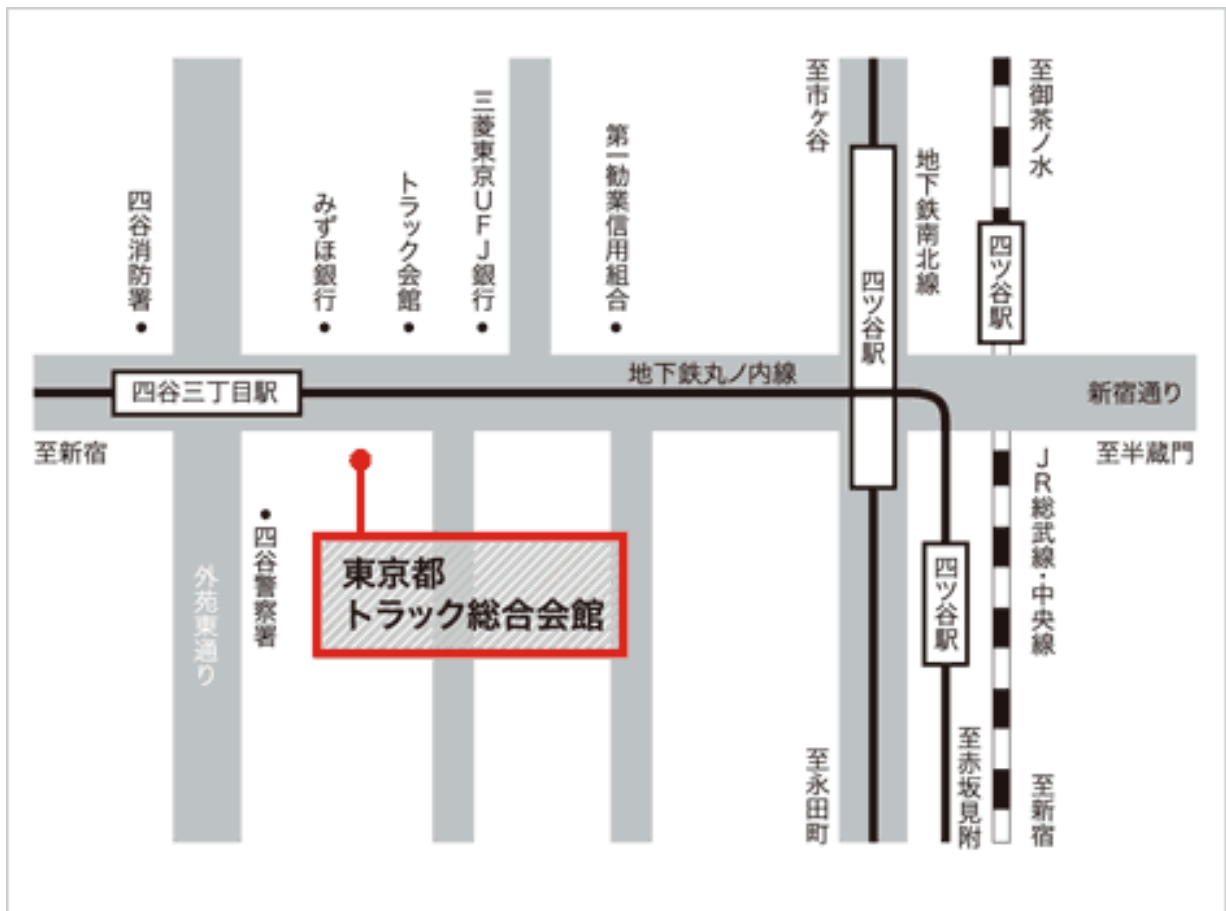 至市ケ谷
至御茶ノ水
三菱東京UFJ銀行
第一勧業信用組合
地下鉄南北線
トラック会館
四谷消防署
みずほ銀行
四ツ谷駅
四ツ谷駅
地下鉄丸ノ内線
四谷三丁目駅
新宿通り
至新宿
至半蔵門
JR総武線・中央線
四谷警察署
外苑東通り
東京都
トラック総合会館
四ツ谷駅
至永田町
至赤坂見附
至新宿